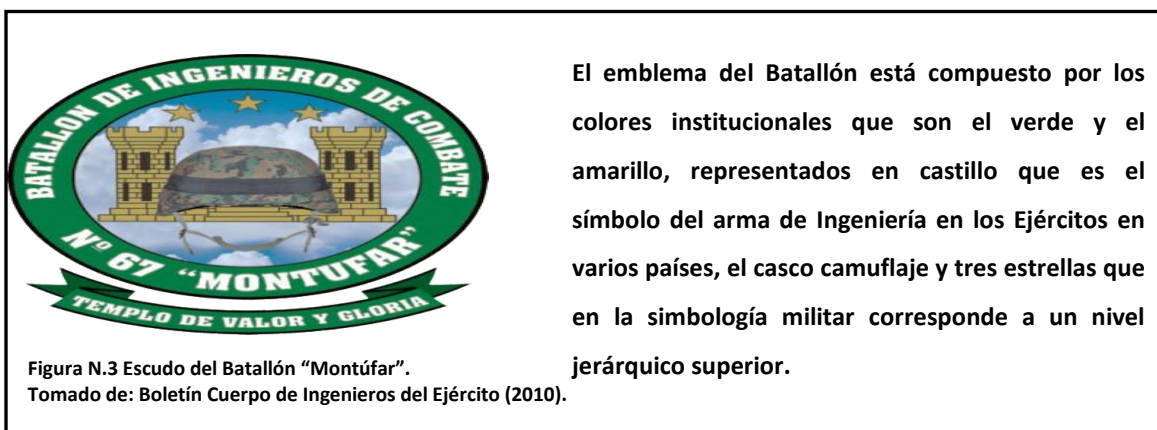 BATALLON DE INGENIEROS DE COMBATE
Nº 67 “MONTUFAR”
TEMPLO DE VALOR Y GLORIA
Figura N.3 Escudo del Batallón “Montúfar”.
Tomado de: Boletín Cuerpo de Ingenieros del Ejército (2010).
El emblema del Batallón está compuesto por los
colores institucionales que son el verde y el
amarillo, representados en castillo que es el
símbolo del arma de Ingeniería en los Ejércitos en
varios países, el casco camuflaje y tres estrellas que
en la simbología militar corresponde a un nivel
jerárquico superior.